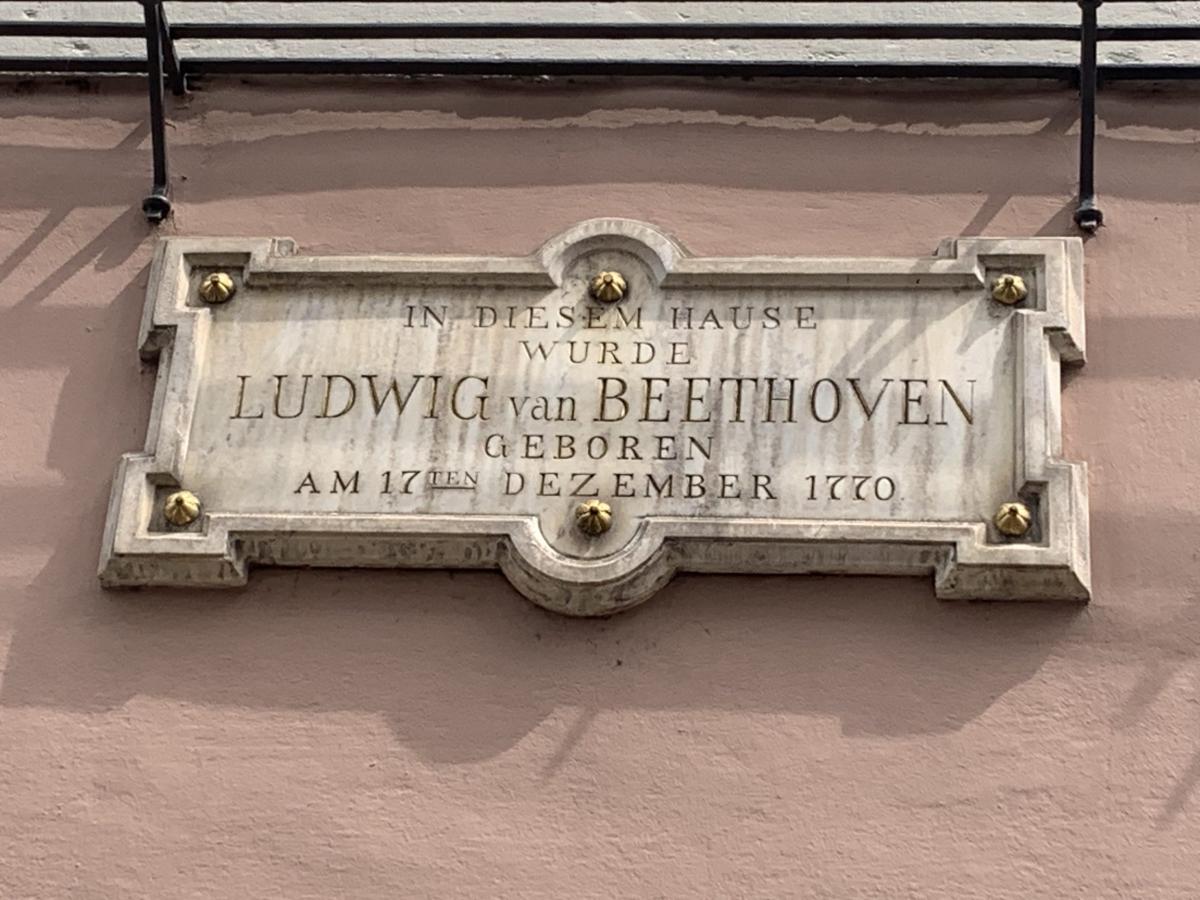 IN DIESEM HAUSE
WURDE
LUDWIG van BEETHOVEN
GEBOREN
AM 17TEN DEZEMBER 1770.